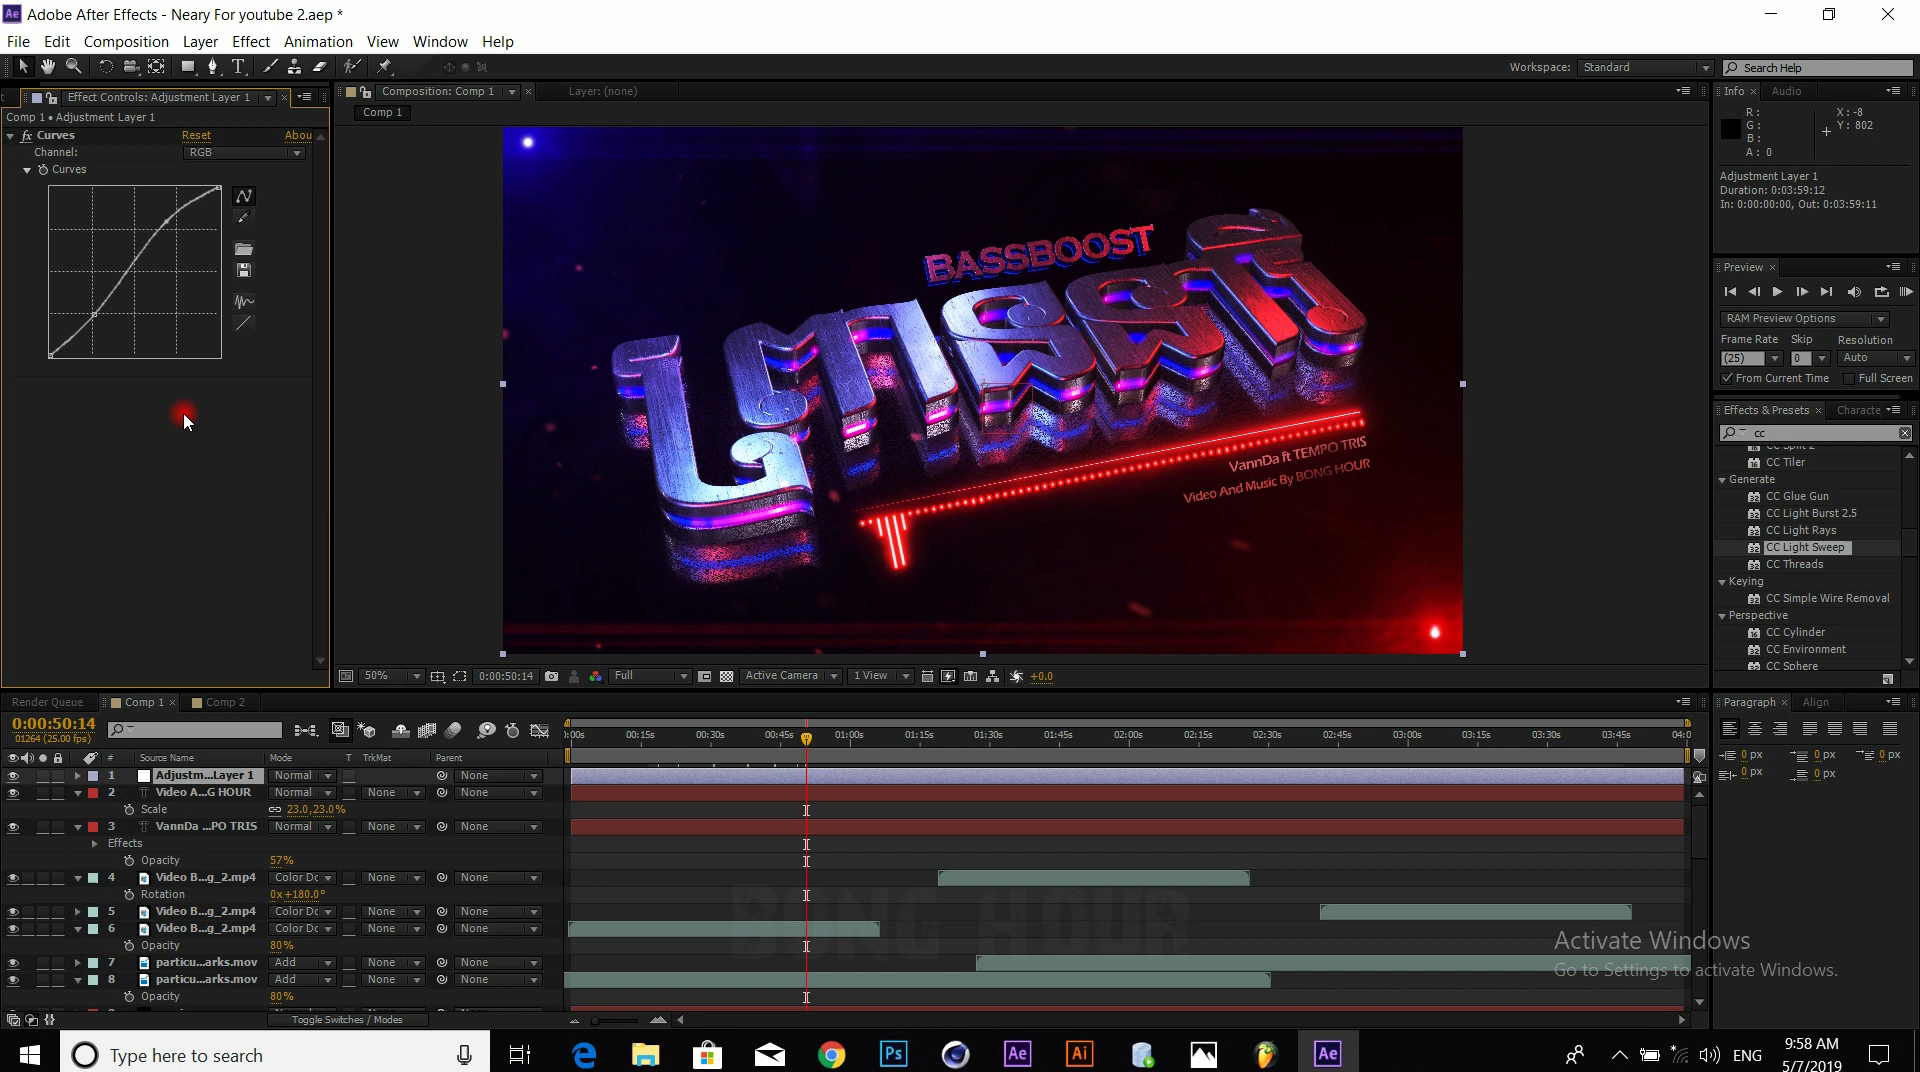 Adobe After Effects - Neary For youtube 2.aep *
File Edit Composition Layer Effect Animation View Window Help
Workspace: Standard
Search Help
Effect Controls: Adjustment Layer 1
Comp 1 • Adjustment Layer 1
fx Curves Reset Abou
Channel: RGB
Curves
Composition: Comp 1
Layer: (none)
Comp 1
BASSBOOST
VannDa ft TEMPO TRIS
Video And Music By BONG HOUR
50% 0:00:50:14 Full Active Camera 1 View +0.0
Info Audio
R: X: -8
G: Y: 802
B:
A: 0
Adjustment Layer 1
Duration: 0:03:59:12
In: 0:00:00:00, Out: 0:03:59:11
Preview
RAM Preview Options
Frame Rate Skip Resolution
(25) 0 Auto
From Current Time Full Screen
Effects & Presets Characte
cc
CC Split 2
CC Tiler
Generate
CC Glue Gun
CC Light Burst 2.5
CC Light Rays
CC Light Sweep
CC Threads
Keying
CC Simple Wire Removal
Perspective
CC Cylinder
CC Environment
CC Sphere
Render Queue Comp 1 Comp 2
0:00:50:14
01264 (25.00 fps)
# Source Name Mode T TrkMat Parent
):00s 00:15s 00:30s 00:45s 01:00s 01:15s 01:30s 01:45s 02:00s 02:15s 02:30s 02:45s 03:00s 03:15s 03:30s 03:45s 04:0
1 Adjustm...Layer 1 Normal None
2 Video A...G HOUR Normal None None
Scale 23.0,23.0%
3 VannDa ...PO TRIS Normal None None
Effects
Opacity 57%
4 Video B...g_2.mp4 Color Dc None None
Rotation 0x+180.0°
5 Video B...g_2.mp4 Color Dc None None
6 Video B...g_2.mp4 Color Dc None None
Opacity 80%
7 particu...arks.mov Add None None
8 particu...arks.mov Add None None
Opacity 80%
Toggle Switches / Modes
BONG HOUR
Paragraph Align
0 px 0 px 0 px
0 px 0 px
Activate Windows
Go to Settings to activate Windows.
Type here to search
ENG
9:58 AM
5/7/2019